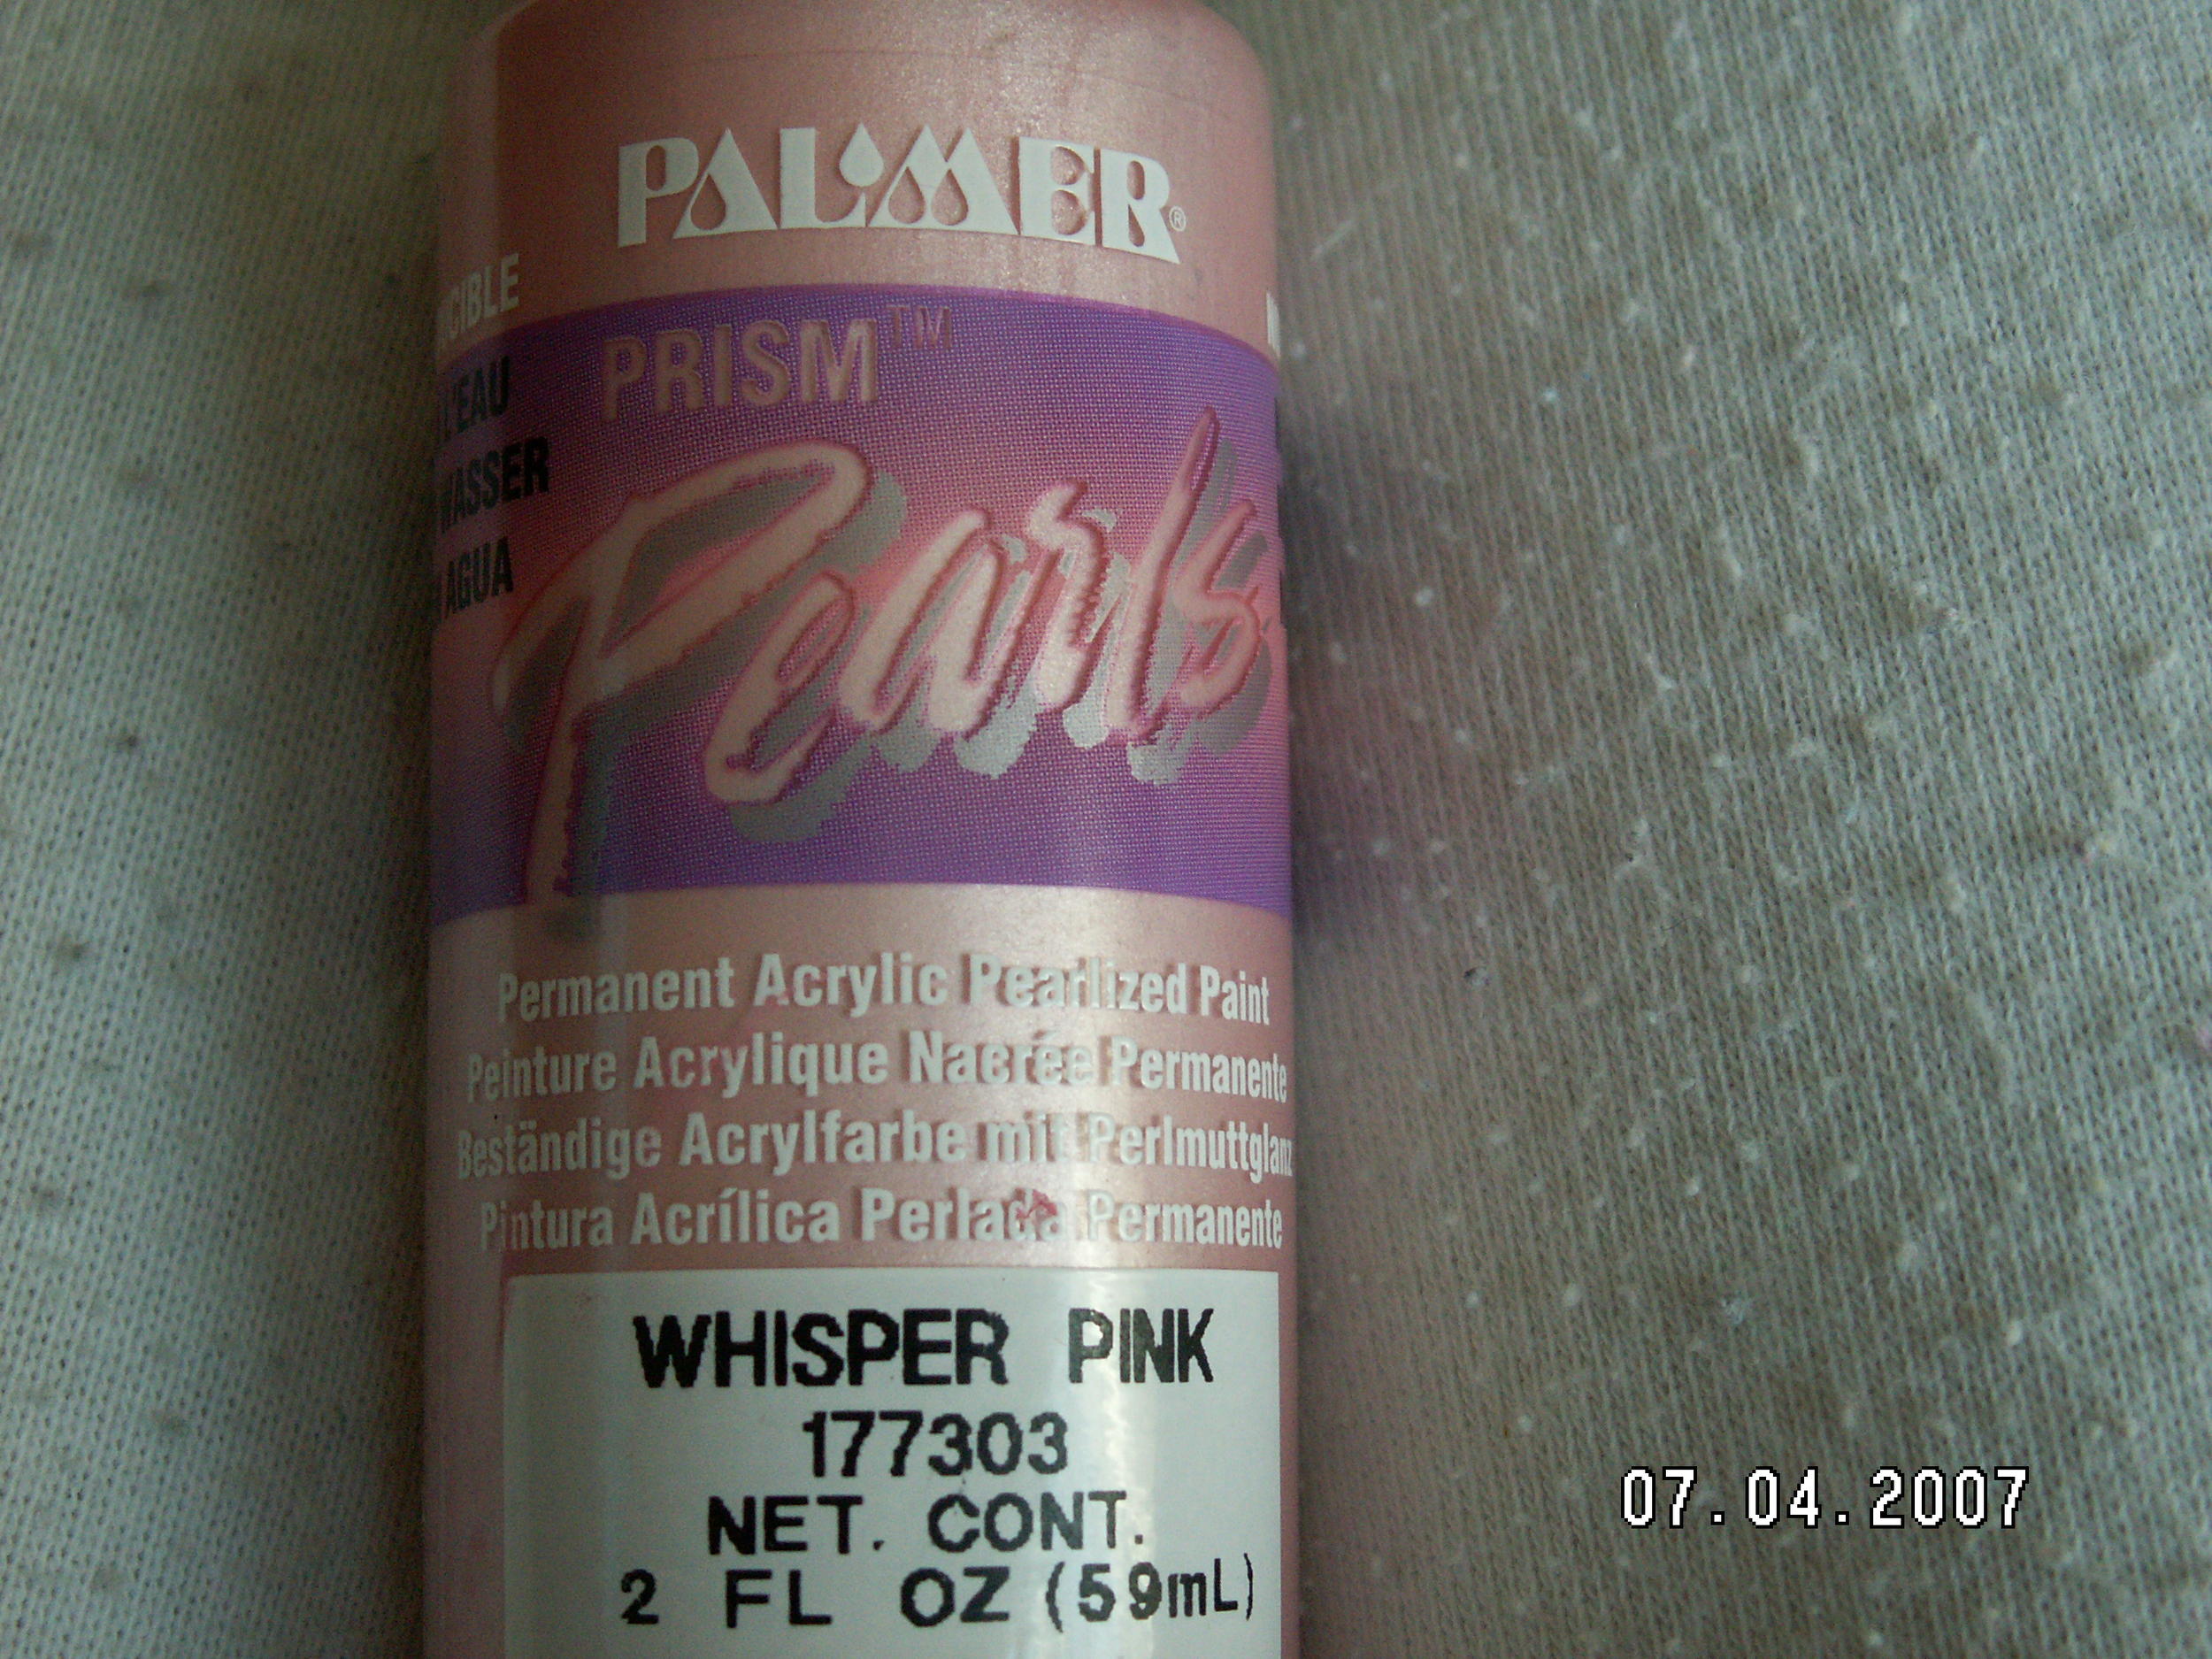 PALMER®
PRISM™
Pearls
L'EAU
WASSER
AGUA
Permanent Acrylic Pearlized Paint
Peinture Acrylique Nacrée Permanente
Beständige Acrylfarbe mit Perlmuttglanz
Pintura Acrílica Perlada Permanente
WHISPER PINK
177303
NET. CONT.
2 FL OZ (59mL)
07.04.2007